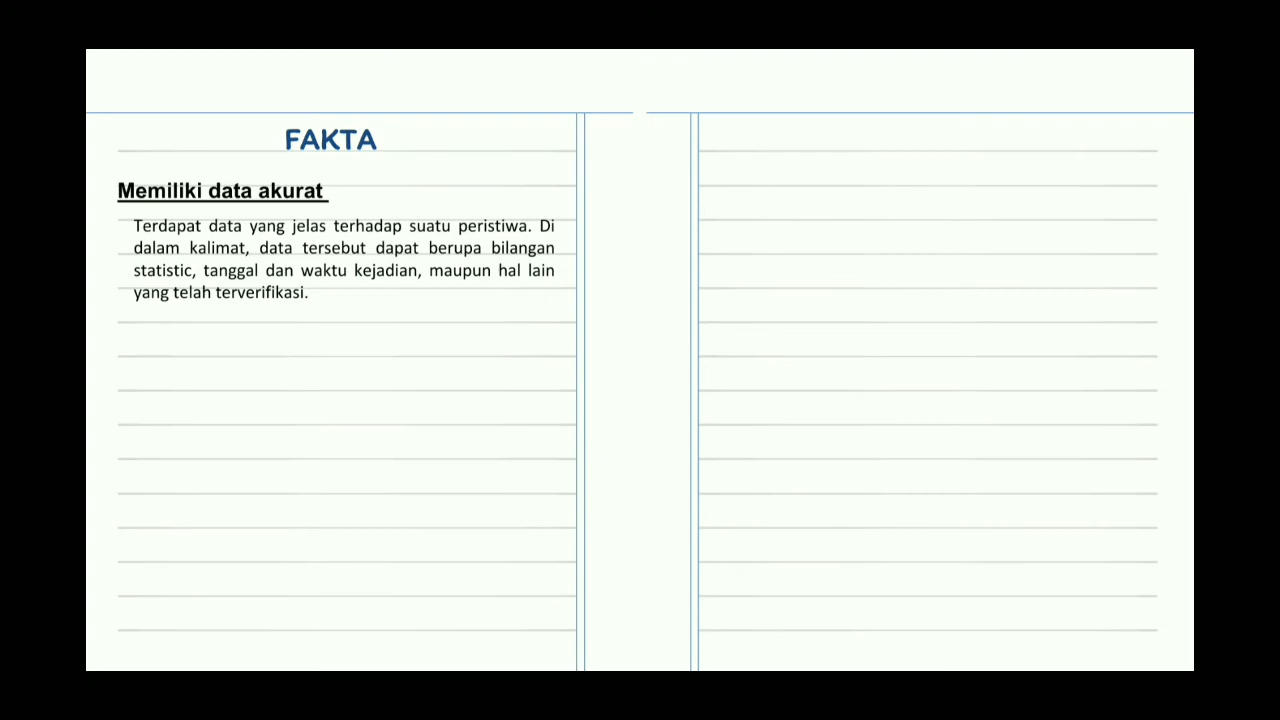 FAKTA
Memiliki data akurat
Terdapat data yang jelas terhadap suatu peristiwa. Di
dalam kalimat, data tersebut dapat berupa bilangan
statistic, tanggal dan waktu kejadian, maupun hal lain
yang telah terverifikasi.